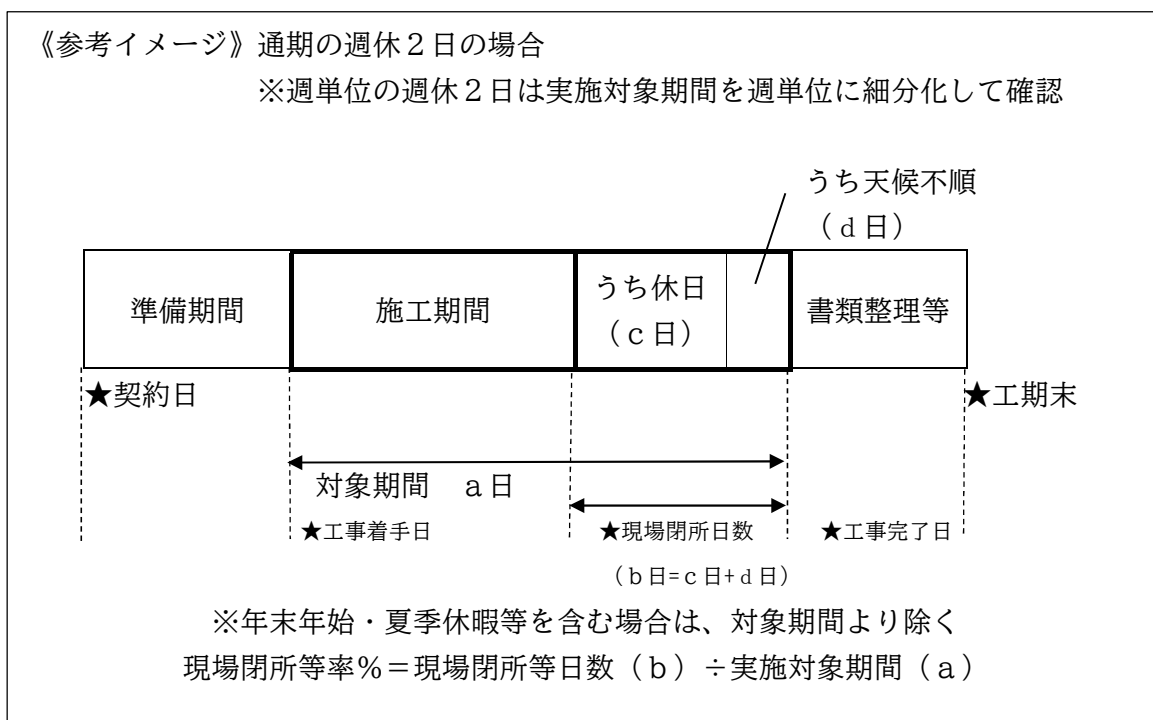 《参考イメージ》通期の週休２日の場合
※週単位の週休２日は実施対象期間を週単位に細分化して確認
うち天候不順
（ｄ日）
準備期間
施工期間
うち休日
（ｃ日）
書類整理等
★契約日
★工期末
対象期間　ａ日
★工事着手日
★現場閉所日数
★工事完了日
（ｂ日=ｃ日+ｄ日）
※年末年始・夏季休暇等を含む場合は、対象期間より除く
現場閉所等率％＝現場閉所等日数（ｂ）÷実施対象期間（ａ）